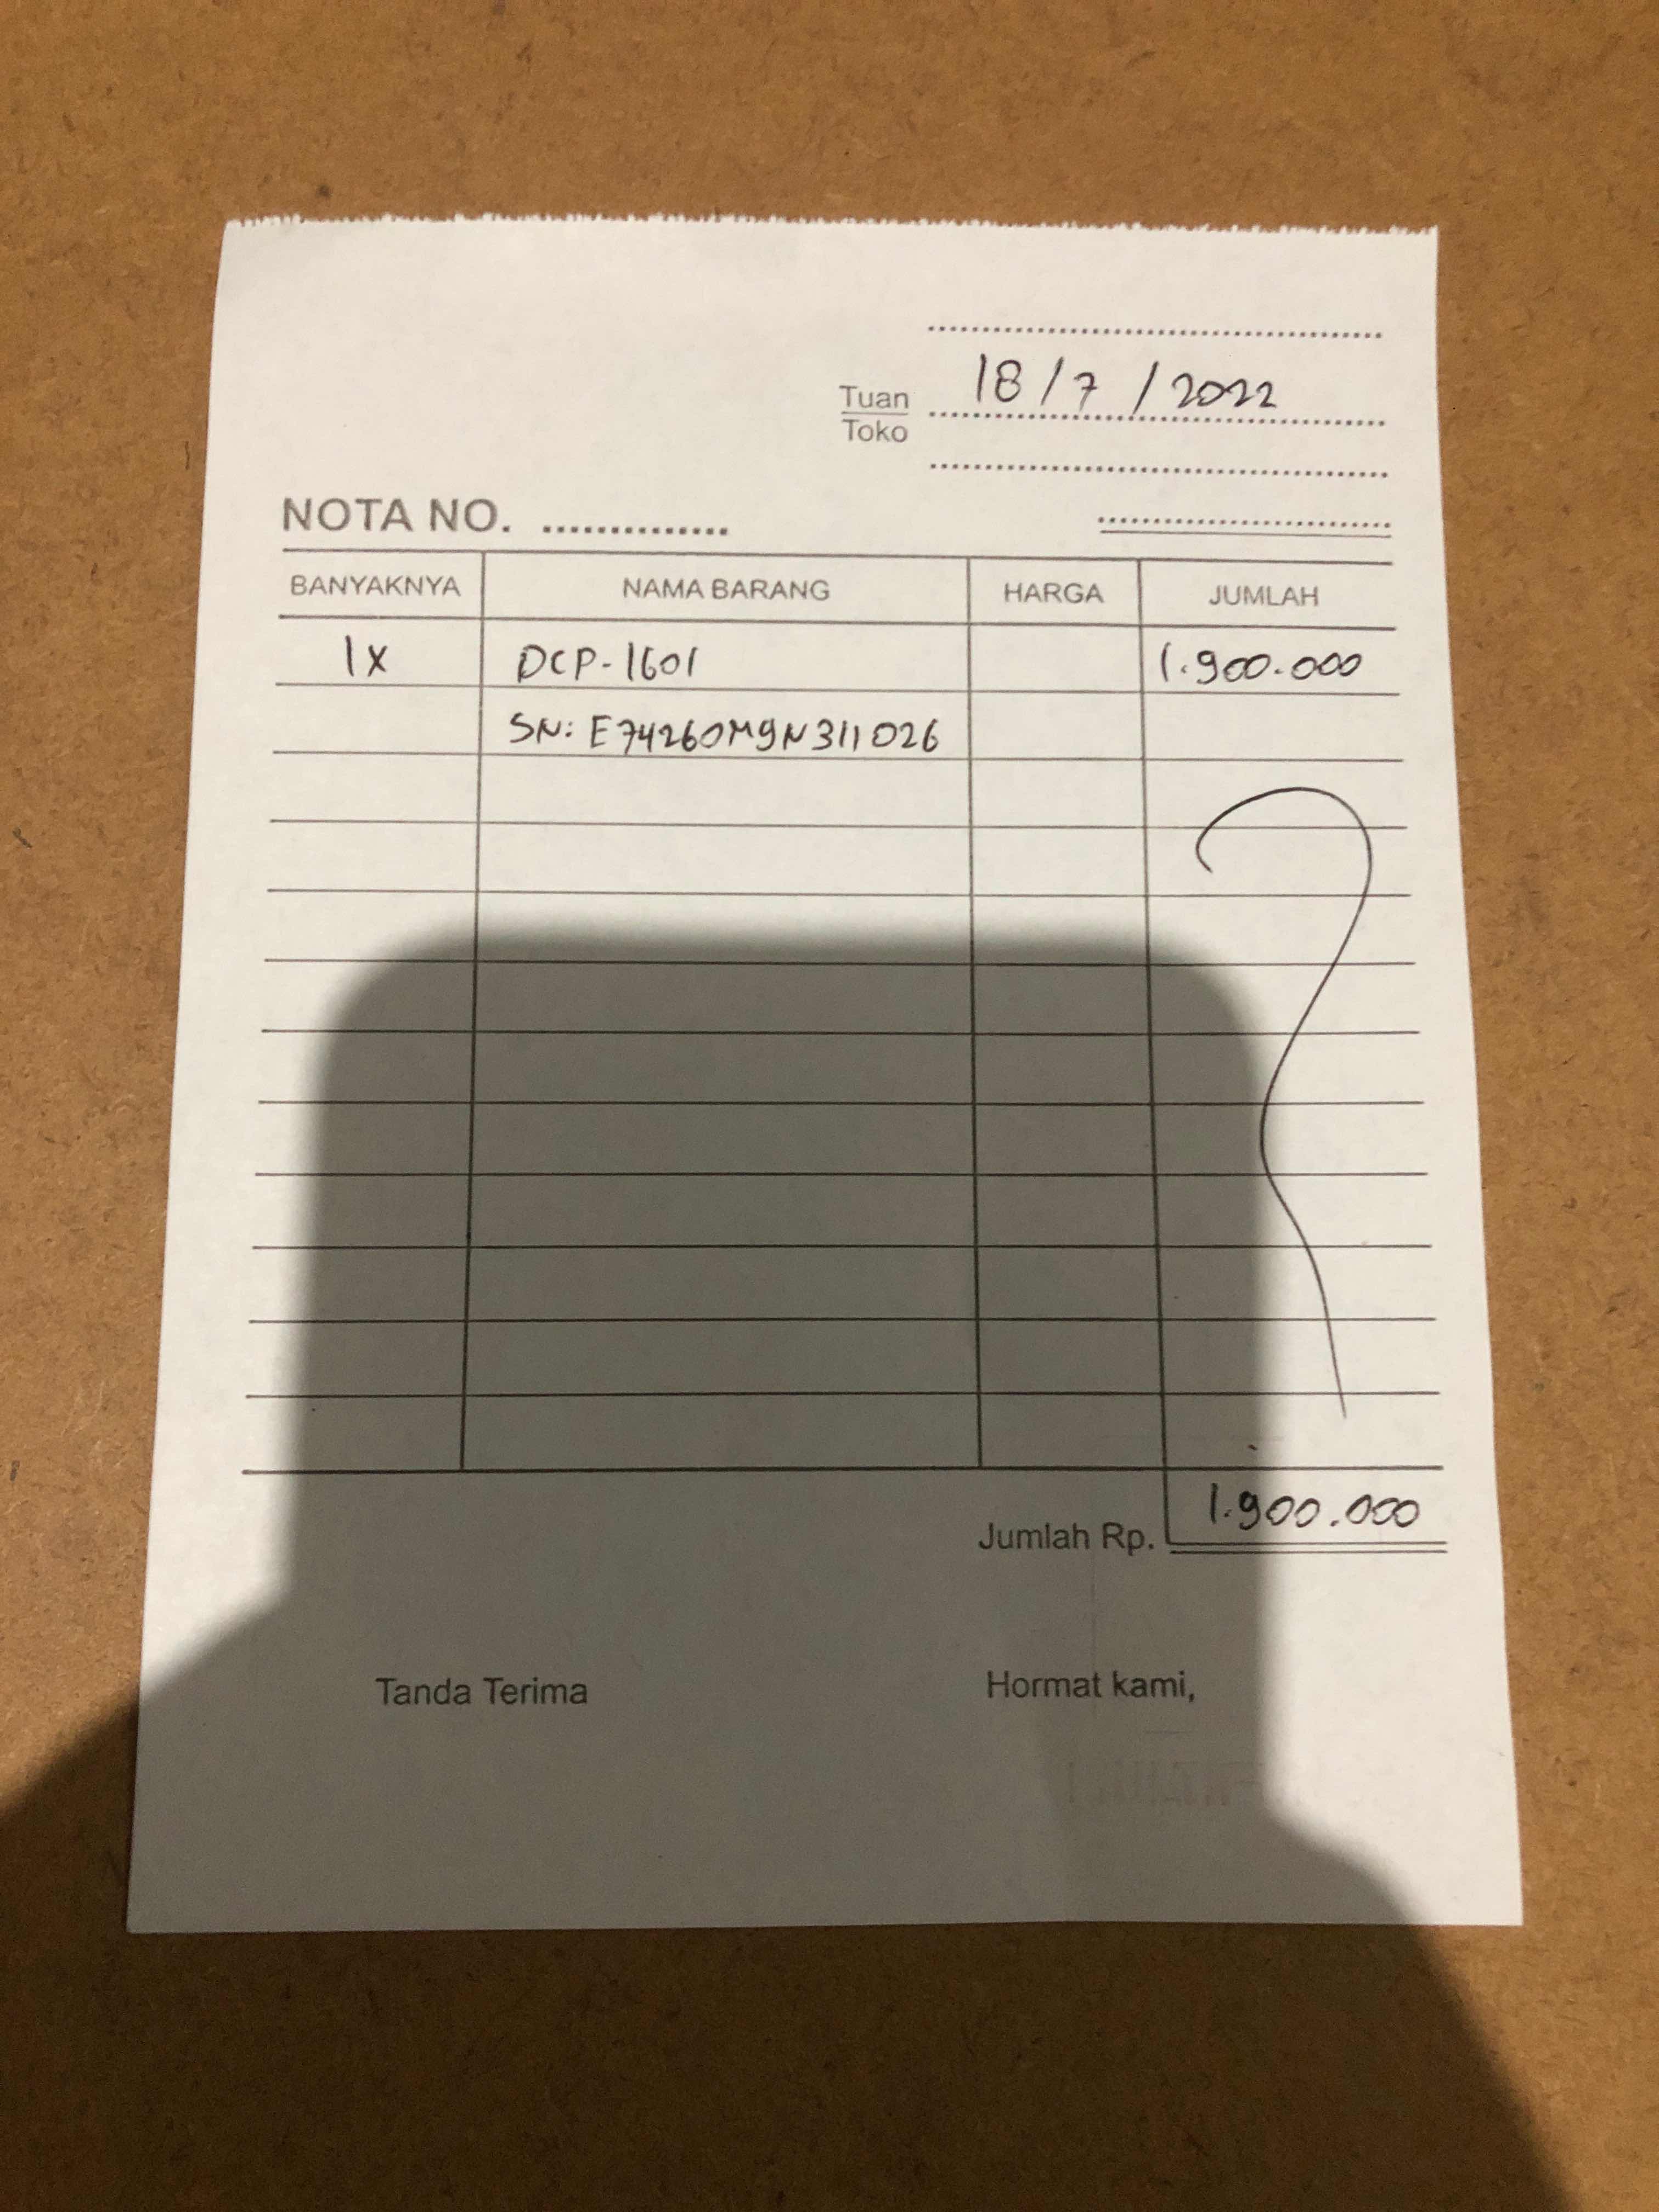 18/7/2022
Tuan
Toko
NOTA NO. ..............
BANYAKNYA NAMA BARANG HARGA JUMLAH
1x DCP-1601 1.900.000
SN: E74260M9N311026
Jumlah Rp. 1.900.000
Tanda Terima Hormat kami,